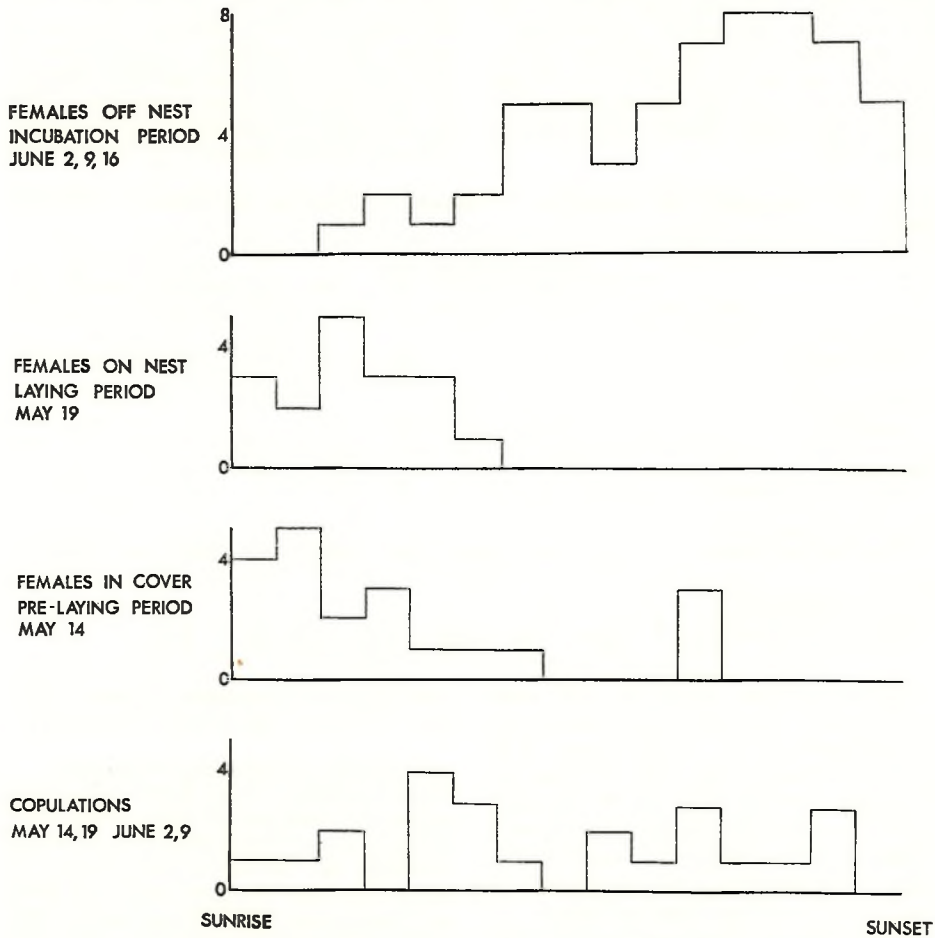 8
FEMALES OFF NEST
INCUBATION PERIOD
JUNE 2, 9, 16
4
0
4
FEMALES ON NEST
LAYING PERIOD
MAY 19
0
4
FEMALES IN COVER
PRE-LAYING PERIOD
MAY 14
0
4
COPULATIONS
MAY 14, 19 JUNE 2, 9
0
SUNRISE
SUNSET